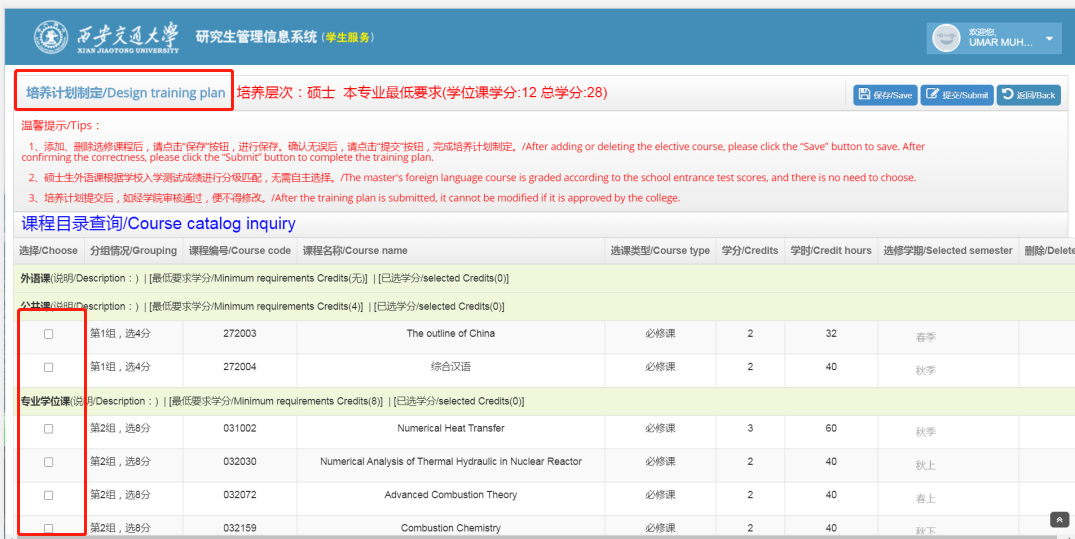 西安交通大学
XI'AN JIAOTONG UNIVERSITY
研究生管理信息系统 (学生服务)
欢迎您,
UMAR MUH...
培养计划制定/Design training plan 培养层次：硕士 本专业最低要求(学位课学分:12 总学分:28)
保存/Save 提交/Submit 返回/Back
温馨提示/Tips：
1、添加、删除选修课程后，请点击“保存”按钮，进行保存。确认无误后，请点击“提交”按钮，完成培养计划制定。/After adding or deleting the elective course, please click the “Save” button to save. After
confirming the correctness, please click the “Submit” button to complete the training plan.
2、硕士生外语课根据学校入学测试成绩进行分级匹配，无需自主选择。/The master's foreign language course is graded according to the school entrance test scores, and there is no need to choose.
3、培养计划提交后，如经学院审核通过，便不得修改。/After the training plan is submitted, it cannot be modified if it is approved by the college.
课程目录查询/Course catalog inquiry
选择/Choose 分组情况/Grouping 课程编号/Course code 课程名称/Course name 选课类型/Course type 学分/Credits 学时/Credit hours 选修学期/Selected semester 删除/Delete
外语课(说明/Description：) | [最低要求学分/Minimum requirements Credits(无)] | [已选学分/selected Credits(0)]
公共课(说明/Description：) | [最低要求学分/Minimum requirements Credits(4)] | [已选学分/selected Credits(0)]
第1组，选4分 272003 The outline of China 必修课 2 32 春季
第1组，选4分 272004 综合汉语 必修课 2 40 秋季
专业学位课(说明/Description：) | [最低要求学分/Minimum requirements Credits(8)] | [已选学分/selected Credits(0)]
第2组，选8分 031002 Numerical Heat Transfer 必修课 3 60 秋季
第2组，选8分 032030 Numerical Analysis of Thermal Hydraulic in Nuclear Reactor 必修课 2 40 秋上
第2组，选8分 032072 Advanced Combustion Theory 必修课 2 40 春上
第2组，选8分 032159 Combustion Chemistry 必修课 2 40 秋下